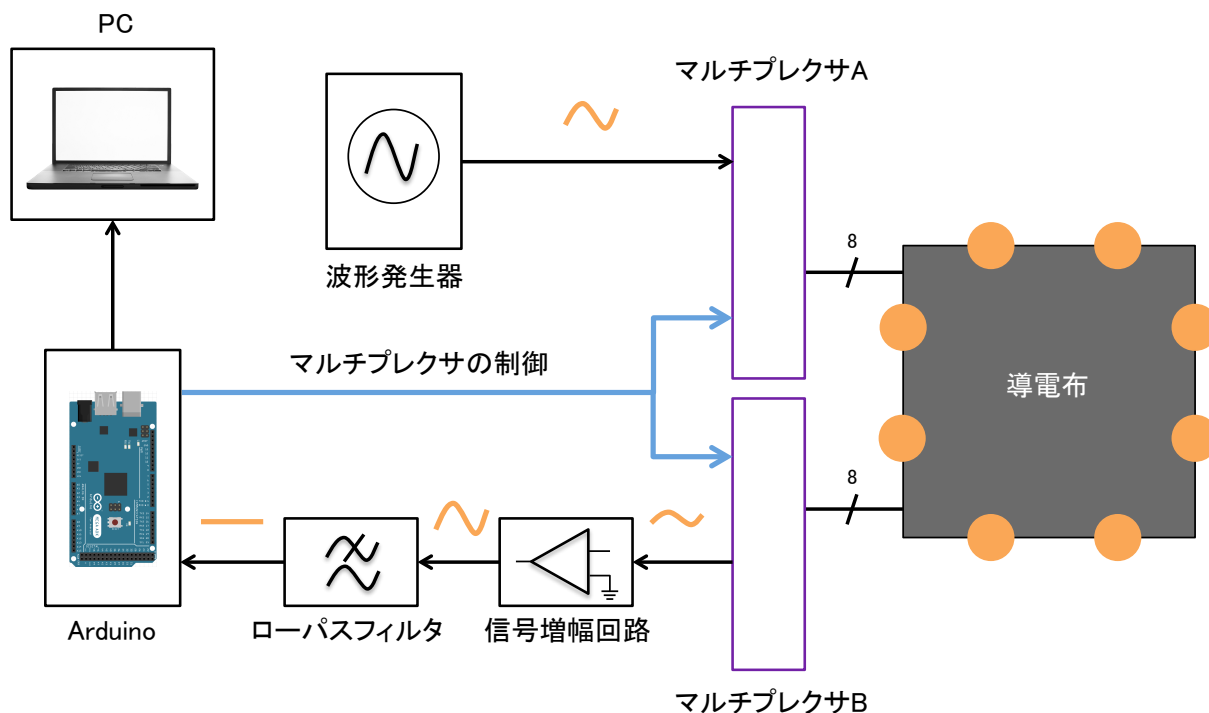 PC
マルチプレクサA
波形発生器
8
マルチプレクサの制御
導電布
8
Arduino
ローパスフィルタ
信号増幅回路
マルチプレクサB